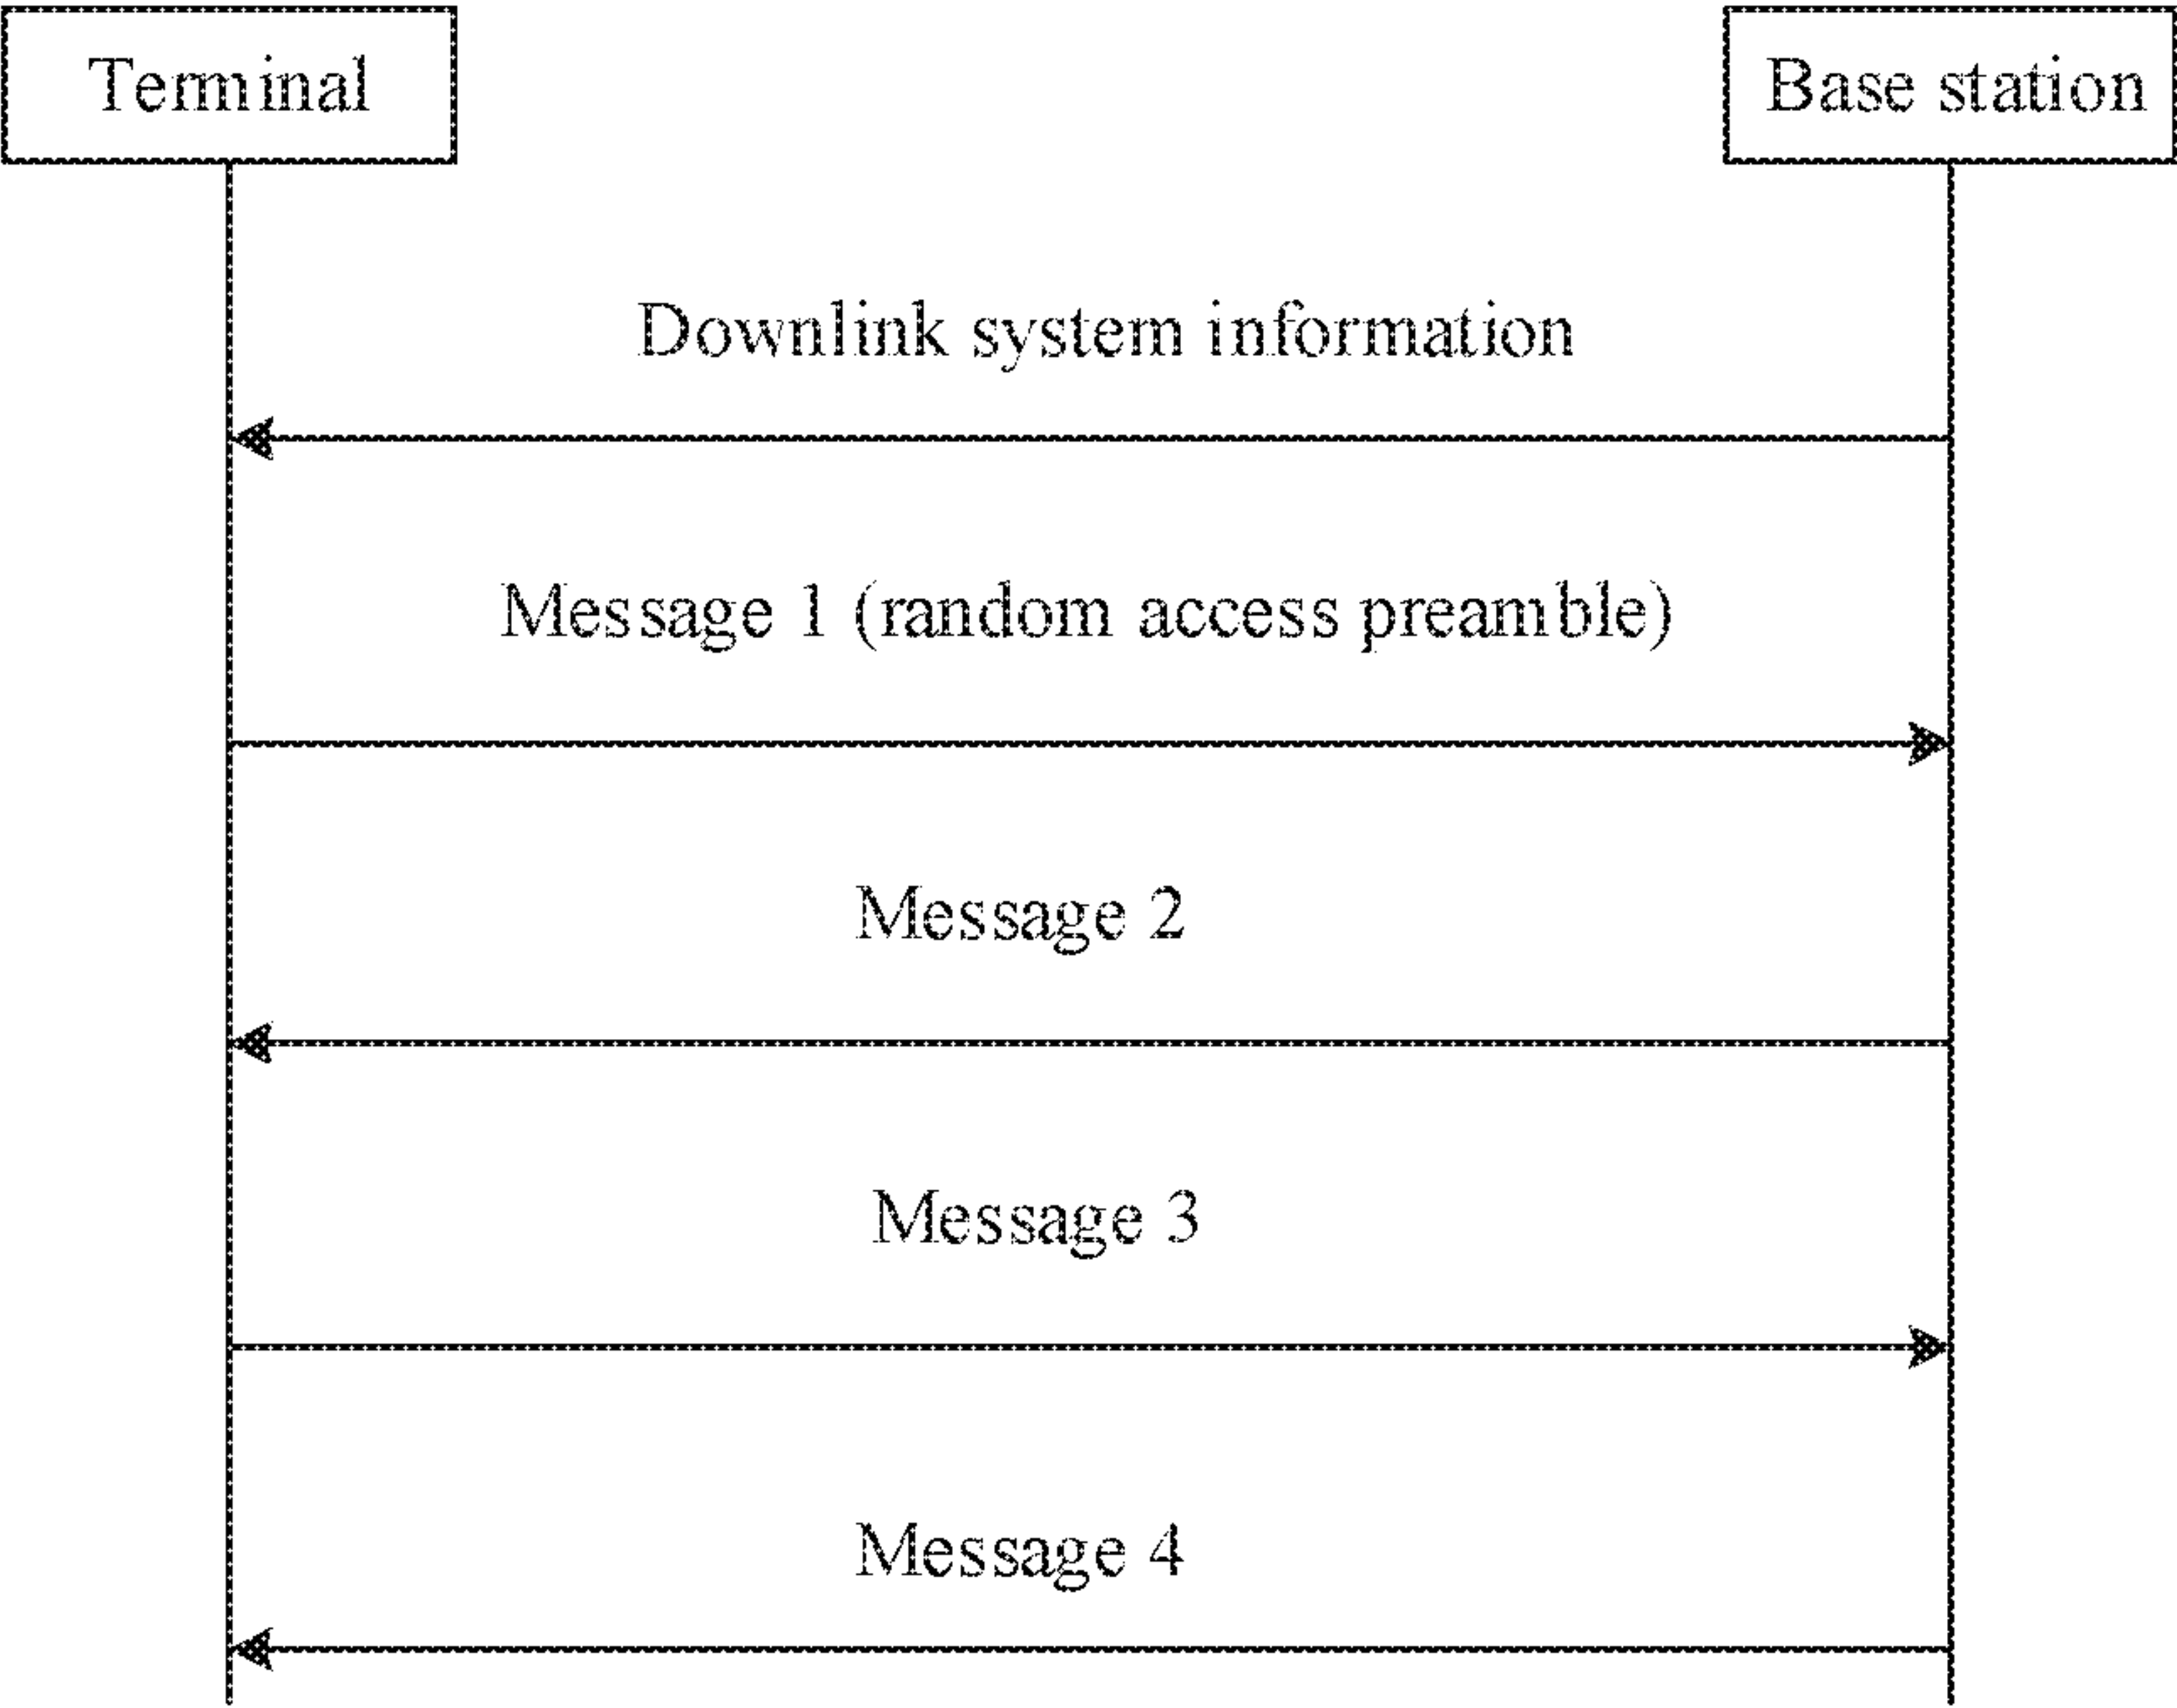 Terminal
Base station
Downlink system information
Message 1 (random access preamble)
Message 2
Message 3
Message 4